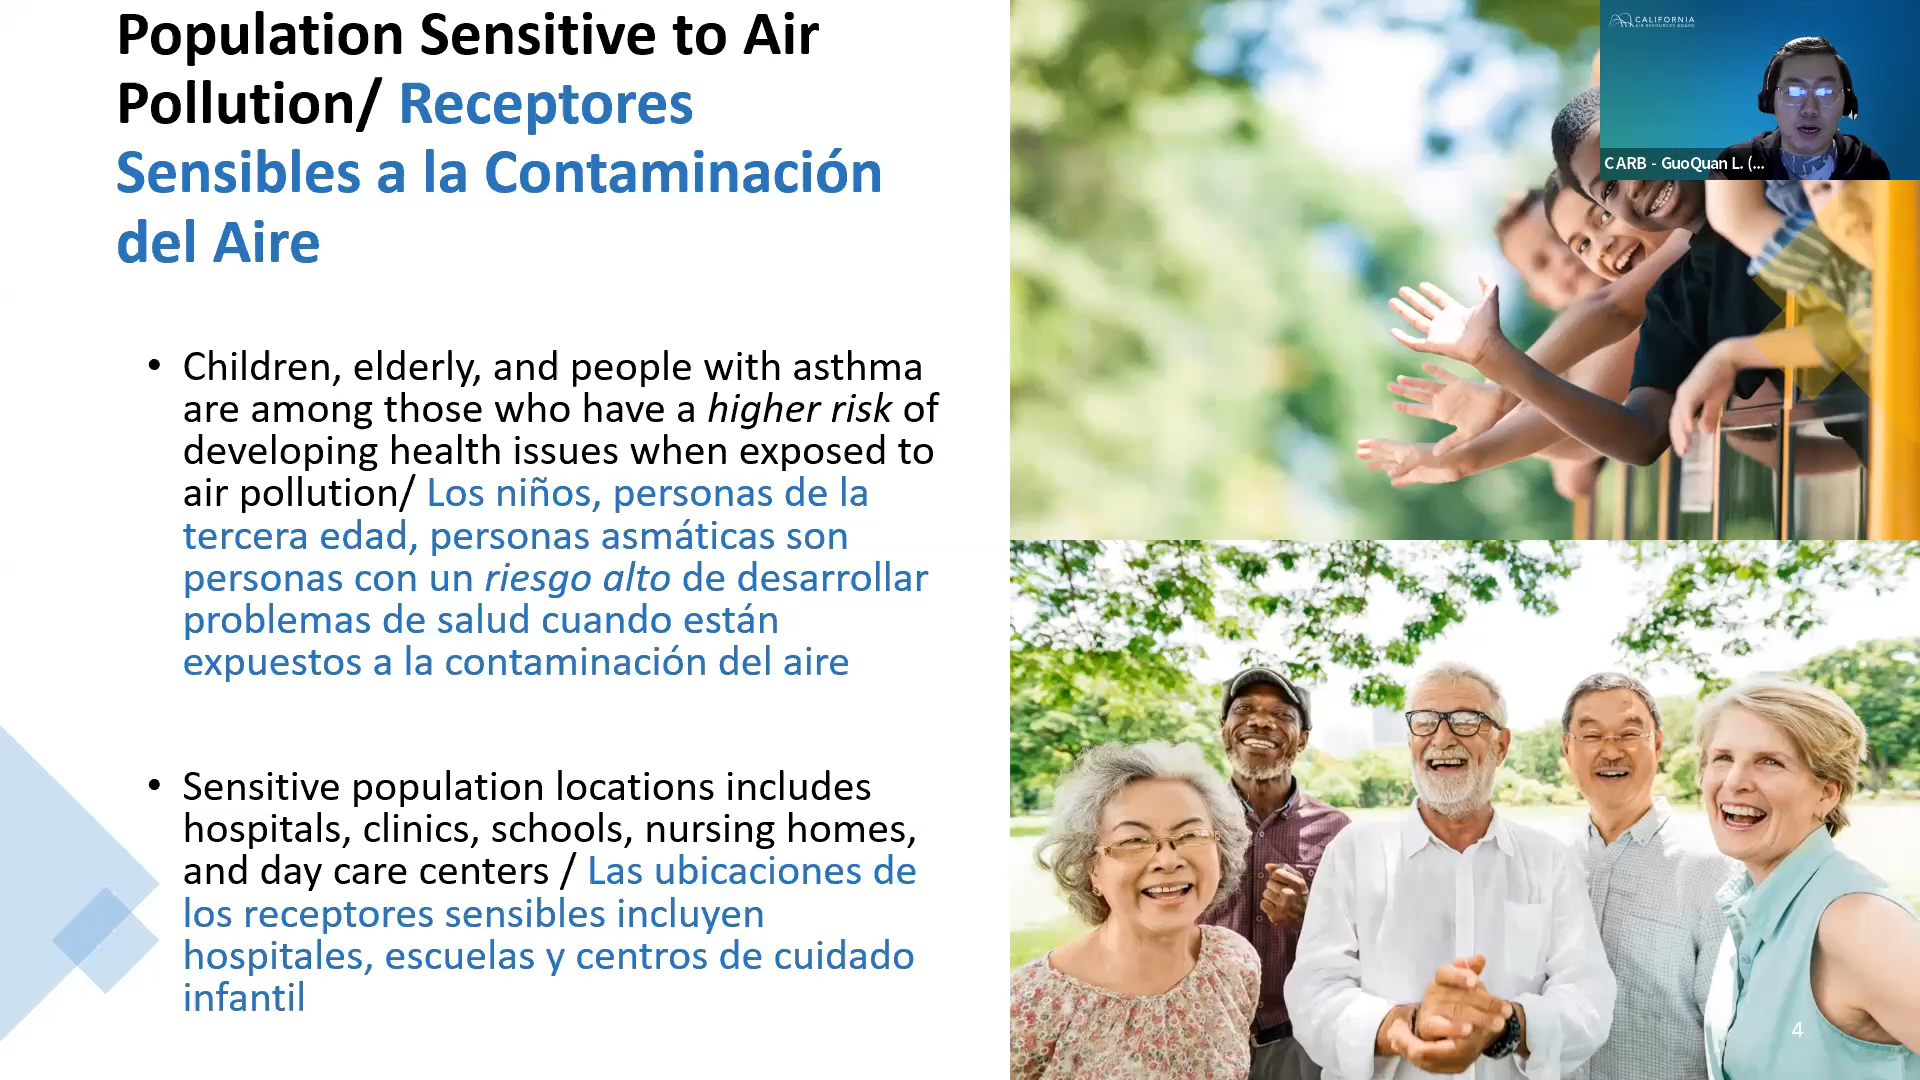 Population Sensitive to Air
Pollution/ Receptores
Sensibles a la Contaminación
del Aire
• Children, elderly, and people with asthma
are among those who have a higher risk of
developing health issues when exposed to
air pollution/ Los niños, personas de la
tercera edad, personas asmáticas son
personas con un riesgo alto de desarrollar
problemas de salud cuando están
expuestos a la contaminación del aire
• Sensitive population locations includes
hospitals, clinics, schools, nursing homes,
and day care centers / Las ubicaciones de
los receptores sensibles incluyen
hospitales, escuelas y centros de cuidado
infantil
CALIFORNIA
AIR RESOURCES BOARD
CARB - GuoQuan L. (...
4